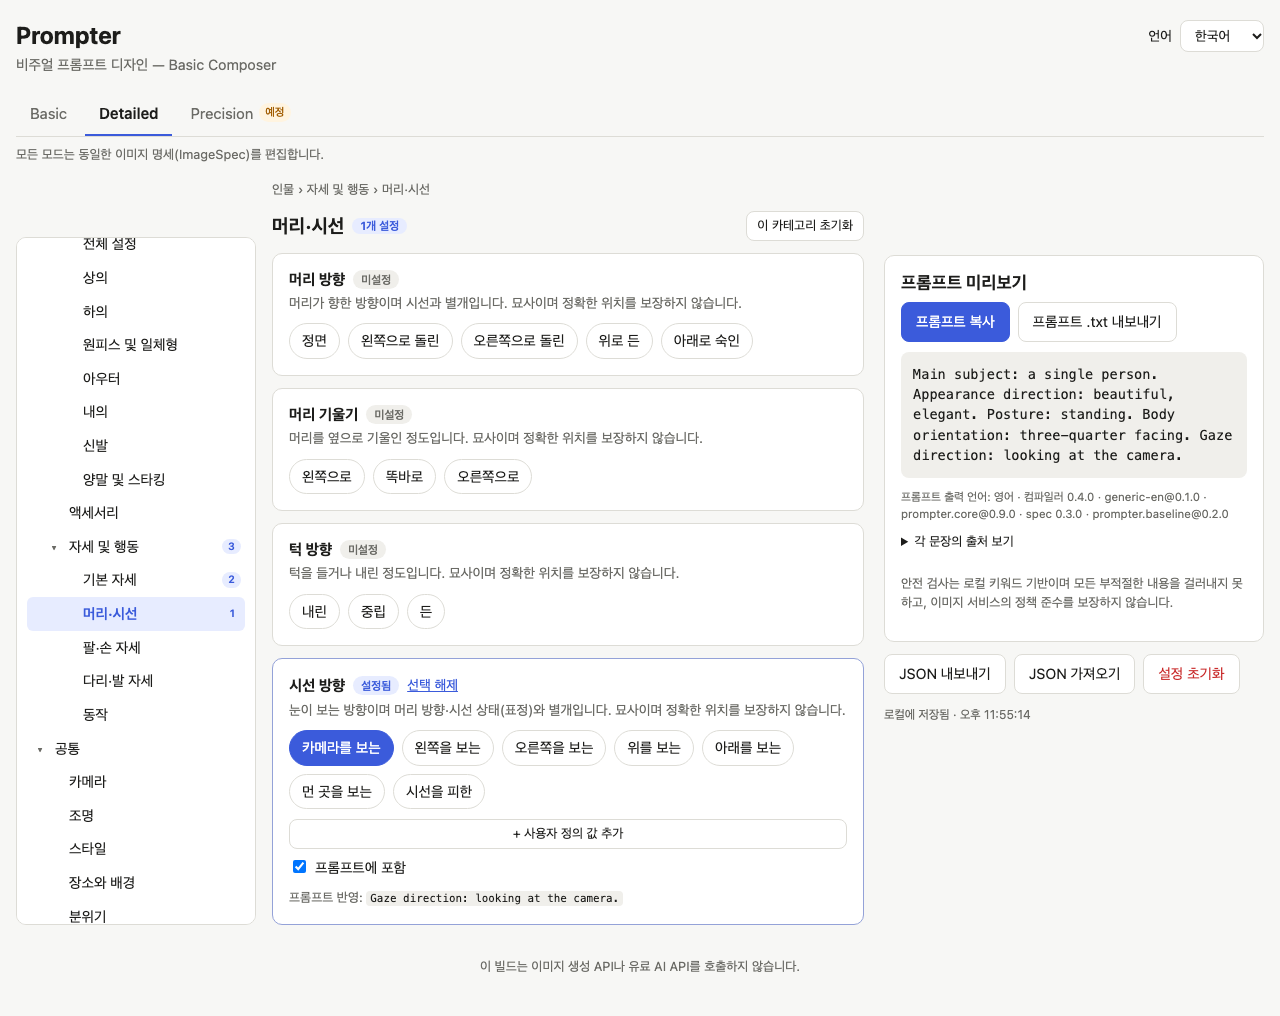 Prompter
비주얼 프롬프트 디자인 — Basic Composer
언어
한국어
Basic
Detailed
Precision 예정
모든 모드는 동일한 이미지 명세(ImageSpec)를 편집합니다.
전체 설정
상의
하의
원피스 및 일체형
아우터
내의
신발
양말 및 스타킹
액세서리
▾ 자세 및 행동 3
기본 자세 2
머리·시선 1
팔·손 자세
다리·발 자세
동작
▾ 공통
카메라
조명
스타일
장소와 배경
분위기
인물 › 자세 및 행동 › 머리·시선
머리·시선 1개 설정
이 카테고리 초기화
머리 방향 미설정
머리가 향한 방향이며 시선과 별개입니다. 묘사이며 정확한 위치를 보장하지 않습니다.
정면 왼쪽으로 돌린 오른쪽으로 돌린 위로 든 아래로 숙인
머리 기울기 미설정
머리를 옆으로 기울인 정도입니다. 묘사이며 정확한 위치를 보장하지 않습니다.
왼쪽으로 똑바로 오른쪽으로
턱 방향 미설정
턱을 들거나 내린 정도입니다. 묘사이며 정확한 위치를 보장하지 않습니다.
내린 중립 든
시선 방향 설정됨 선택 해제
눈이 보는 방향이며 머리 방향·시선 상태(표정)와 별개입니다. 묘사이며 정확한 위치를 보장하지 않습니다.
카메라를 보는 왼쪽을 보는 오른쪽을 보는 위를 보는 아래를 보는
먼 곳을 보는 시선을 피한
+ 사용자 정의 값 추가
프롬프트에 포함
프롬프트 반영: Gaze direction: looking at the camera.
프롬프트 미리보기
프롬프트 복사 프롬프트 .txt 내보내기
Main subject: a single person.
Appearance direction: beautiful,
elegant. Posture: standing. Body
orientation: three-quarter facing. Gaze
direction: looking at the camera.
프롬프트 출력 언어: 영어 · 컴파일러 0.4.0 · generic-en@0.1.0 ·
prompter.core@0.9.0 · spec 0.3.0 · prompter.baseline@0.2.0
▶ 각 문장의 출처 보기
안전 검사는 로컬 키워드 기반이며 모든 부적절한 내용을 걸러내지 못
하고, 이미지 서비스의 정책 준수를 보장하지 않습니다.
JSON 내보내기 JSON 가져오기 설정 초기화
로컬에 저장됨 · 오후 11:55:14
이 빌드는 이미지 생성 API나 유료 AI API를 호출하지 않습니다.